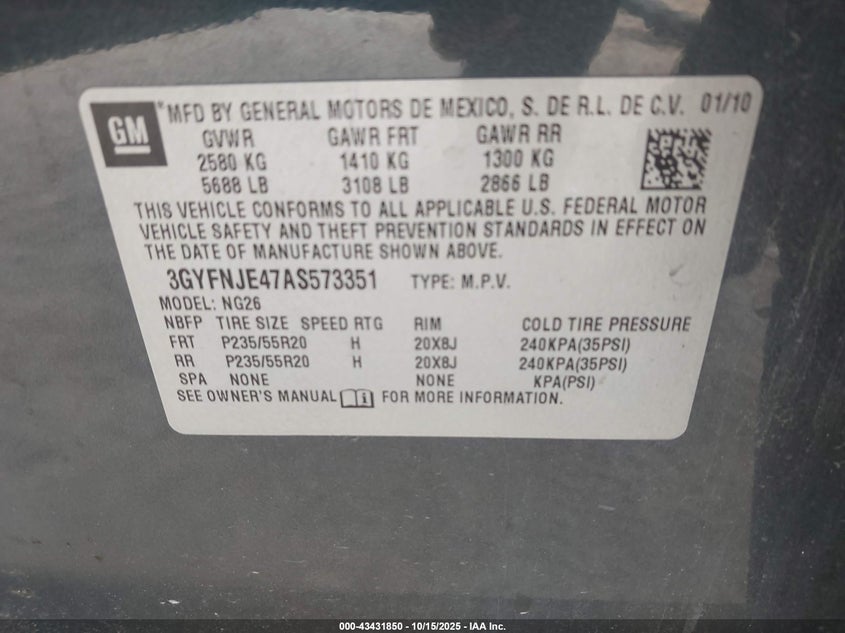 GM
® MFD BY GENERAL MOTORS DE MEXICO, S. DE R.L. DE C.V. 01/10
GVWR GAWR FRT GAWR RR
2580 KG 1410 KG 1300 KG
5688 LB 3108 LB 2866 LB
THIS VEHICLE CONFORMS TO ALL APPLICABLE U.S. FEDERAL MOTOR
VEHICLE SAFETY AND THEFT PREVENTION STANDARDS IN EFFECT ON
THE DATE OF MANUFACTURE SHOWN ABOVE.
3GYFNJE47AS573351 TYPE: M.P.V.
MODEL: NG26
NBFP TIRE SIZE SPEED RTG RIM COLD TIRE PRESSURE
FRT P235/55R20 H 20X8J 240KPA(35PSI)
RR P235/55R20 H 20X8J 240KPA(35PSI)
SPA NONE NONE KPA(PSI)
SEE OWNER'S MANUAL FOR MORE INFORMATION.
000-43431850 - 10/15/2025 - IAA Inc.